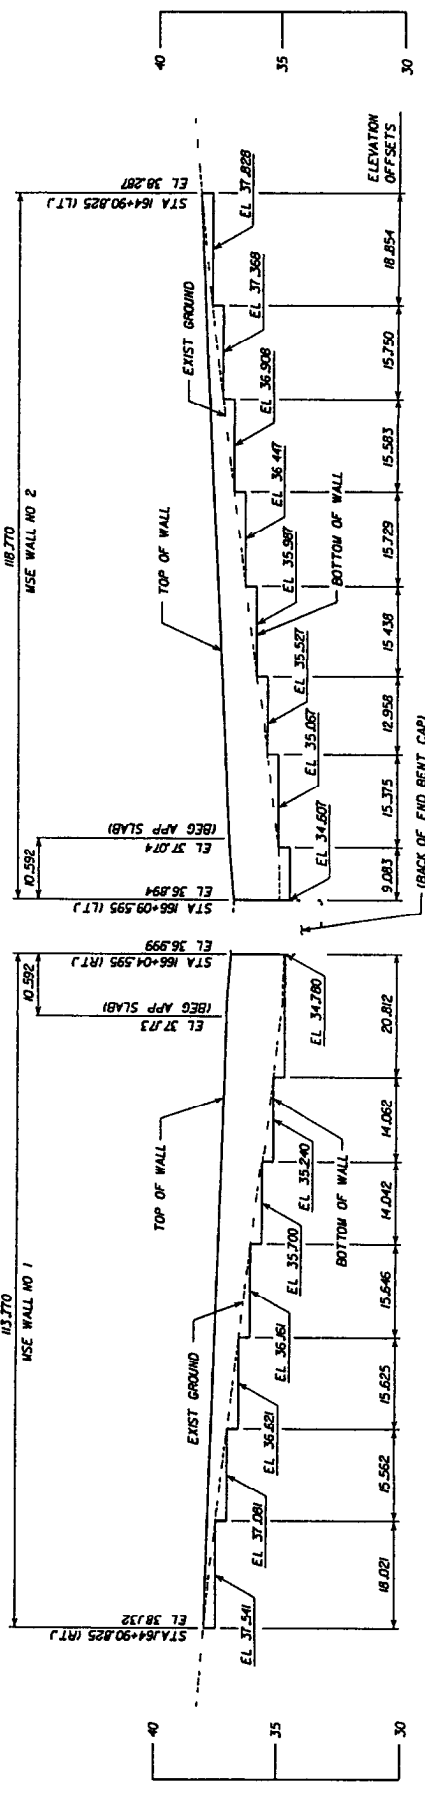 113.770
MSE WALL NO 1
STA.164+90.825 (RT.)
EL 38.132
10.592
EL 37.173
(BEG APP SLAB)
STA 166+04.595 (RT.)
EL 36.999
TOP OF WALL
EXIST GROUND
BOTTOM OF WALL
EL 37.541
EL 37.081
EL 36.621
EL 36.161
EL 35.700
EL 35.240
EL 34.780
18.021
15.562
15.625
15.646
14.042
14.062
20.812
40
35
30
118.770
MSE WALL NO 2
10.592
STA 166+09.595 (LT.)
EL 36.894
EL 37.074
(BEG APP SLAB)
STA 164+90.825 (LT.)
EL 38.287
TOP OF WALL
EXIST GROUND
BOTTOM OF WALL
EL 34.607
EL 35.067
EL 35.527
EL 35.987
EL 36.447
EL 36.908
EL 37.368
EL 37.828
9.083
15.375
12.958
15.438
15.729
15.583
15.750
18.854
ELEVATION
OFFSETS
(BACK OF END BENT CAP)
40
35
30